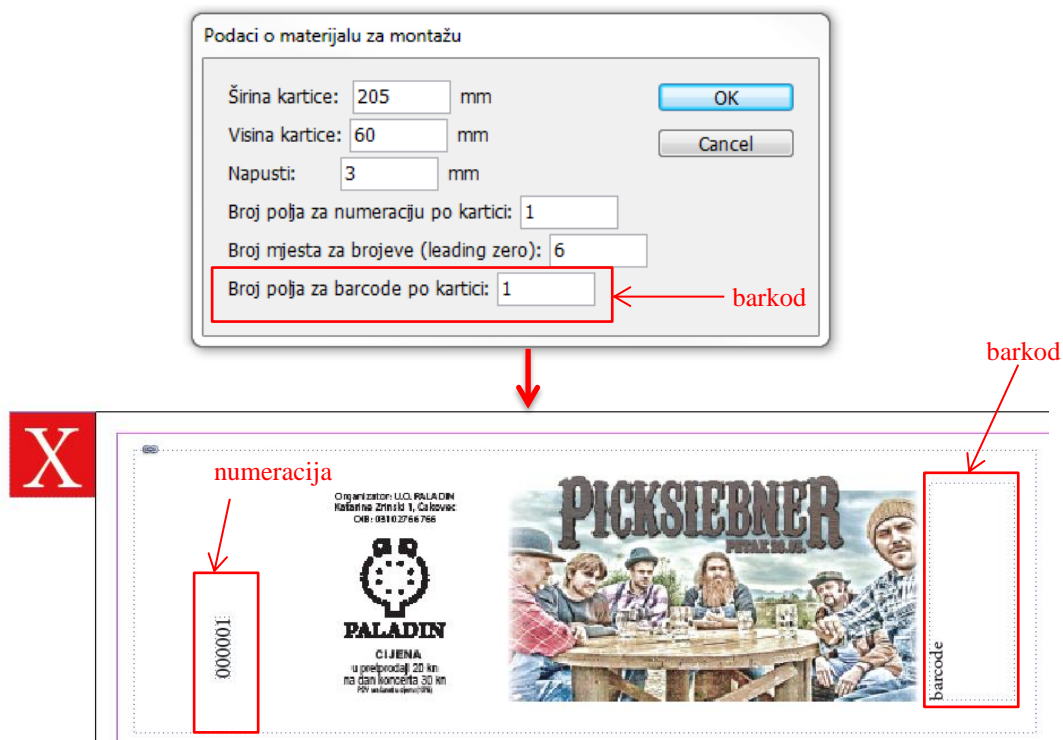 Podaci o materijalu za montažu
Širina kartice: 205 mm
OK
Visina kartice: 60 mm
Cancel
Napusti: 3 mm
Broj polja za numeraciju po kartici: 1
Broj mjesta za brojeve (leading zero): 6
Broj polja za barcode po kartici: 1
barkod
barkod
X
numeracija
Organizator: U.O. PALADIN
Katarine Zrinski 1, Čakovec
OIB: 03102766766
PALADIN
CIJENA
u pretprodaji 20 kn
na dan koncerta 30 kn
PICKSIEBNER
000001
barcode